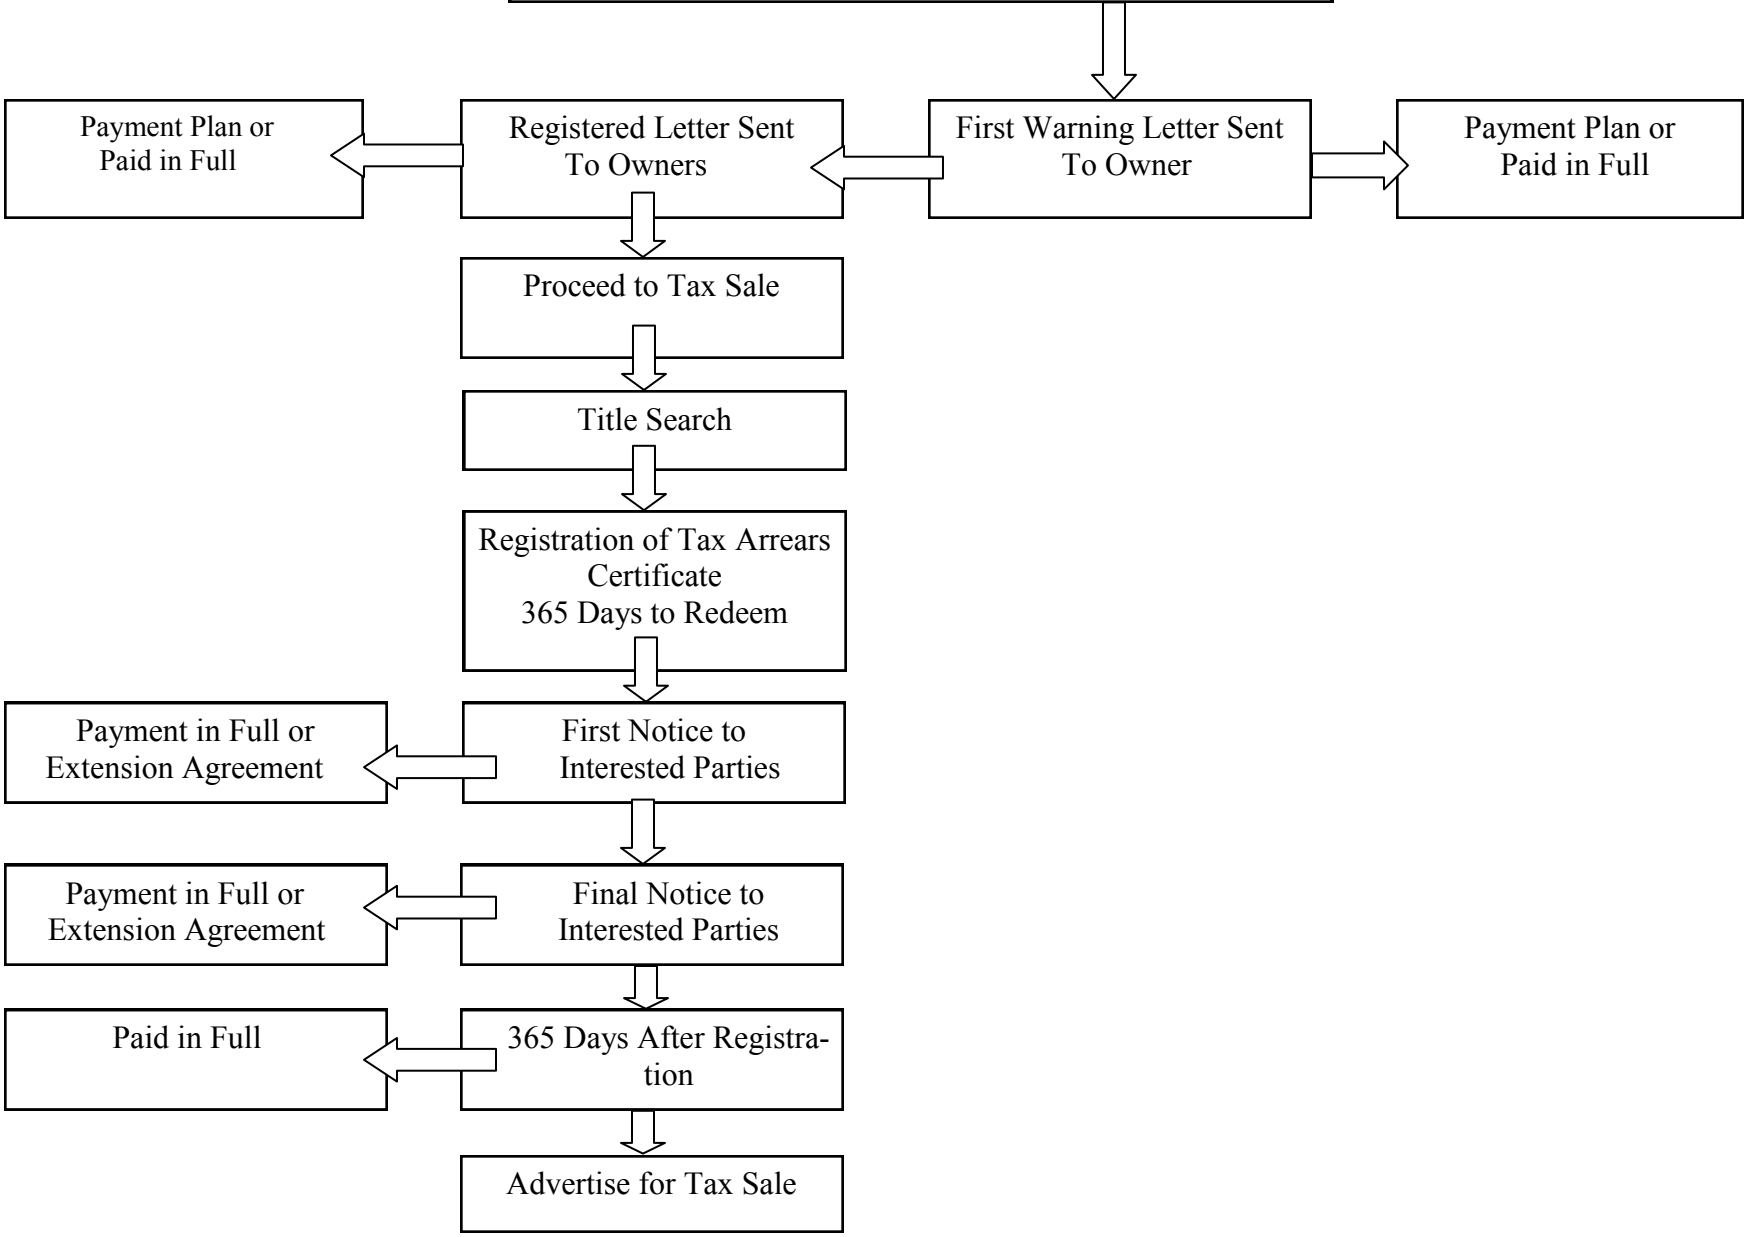 Payment Plan or
Paid in Full
Registered Letter Sent
To Owners
First Warning Letter Sent
To Owner
Payment Plan or
Paid in Full
Proceed to Tax Sale
Title Search
Registration of Tax Arrears
Certificate
365 Days to Redeem
Payment in Full or
Extension Agreement
First Notice to
Interested Parties
Payment in Full or
Extension Agreement
Final Notice to
Interested Parties
Paid in Full
365 Days After Registra-
tion
Advertise for Tax Sale